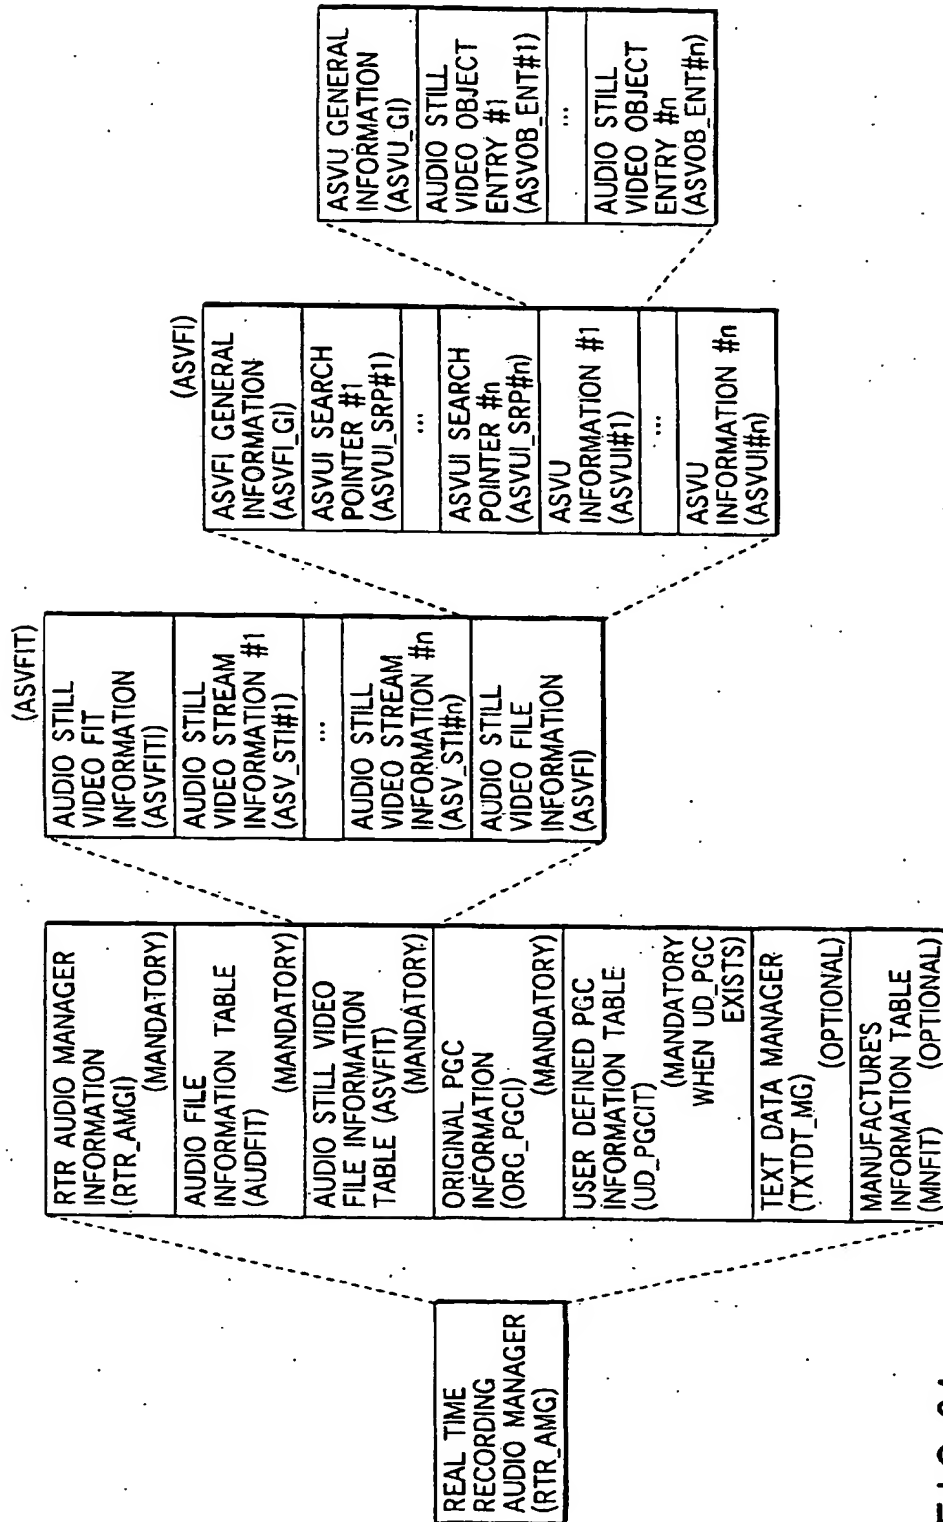 REAL TIME
RECORDING
AUDIO MANAGER
(RTR_AMG)
RTR AUDIO MANAGER
INFORMATION
(RTR_AMGI)
(MANDATORY)
AUDIO FILE
INFORMATION TABLE
(AUDFIT)
(MANDATORY)
AUDIO STILL VIDEO
FILE INFORMATION
TABLE (ASVFIT)
(MANDATORY)
ORIGINAL PGC
INFORMATION
(ORG_PGCI)
(MANDATORY)
USER DEFINED PGC
INFORMATION TABLE
(UD_PGCIT)
(MANDATORY
WHEN UD_PGC
EXISTS)
TEXT DATA MANAGER
(TXTDT_MG)
(OPTIONAL)
MANUFACTURES
INFORMATION TABLE
(MNFIT) (OPTIONAL)
(ASVFIT)
AUDIO STILL
VIDEO FIT
INFORMATION
(ASVFITI)
AUDIO STILL
VIDEO STREAM
INFORMATION #1
(ASV_STI#1)
...
AUDIO STILL
VIDEO STREAM
INFORMATION #n
(ASV_STI#n)
AUDIO STILL
VIDEO FILE
INFORMATION
(ASVFI)
(ASVFI)
ASVFI GENERAL
INFORMATION
(ASVFI_GI)
ASVUI SEARCH
POINTER #1
(ASVUI_SRP#1)
...
ASVUI SEARCH
POINTER #n
(ASVUI_SRP#n)
ASVU
INFORMATION #1
(ASVUI#1)
...
ASVU
INFORMATION #n
(ASVUI#n)
ASVU GENERAL
INFORMATION
(ASVU_GI)
AUDIO STILL
VIDEO OBJECT
ENTRY #1
(ASVOB_ENT#1)
...
AUDIO STILL
VIDEO OBJECT
ENTRY #n
(ASVOB_ENT#n)